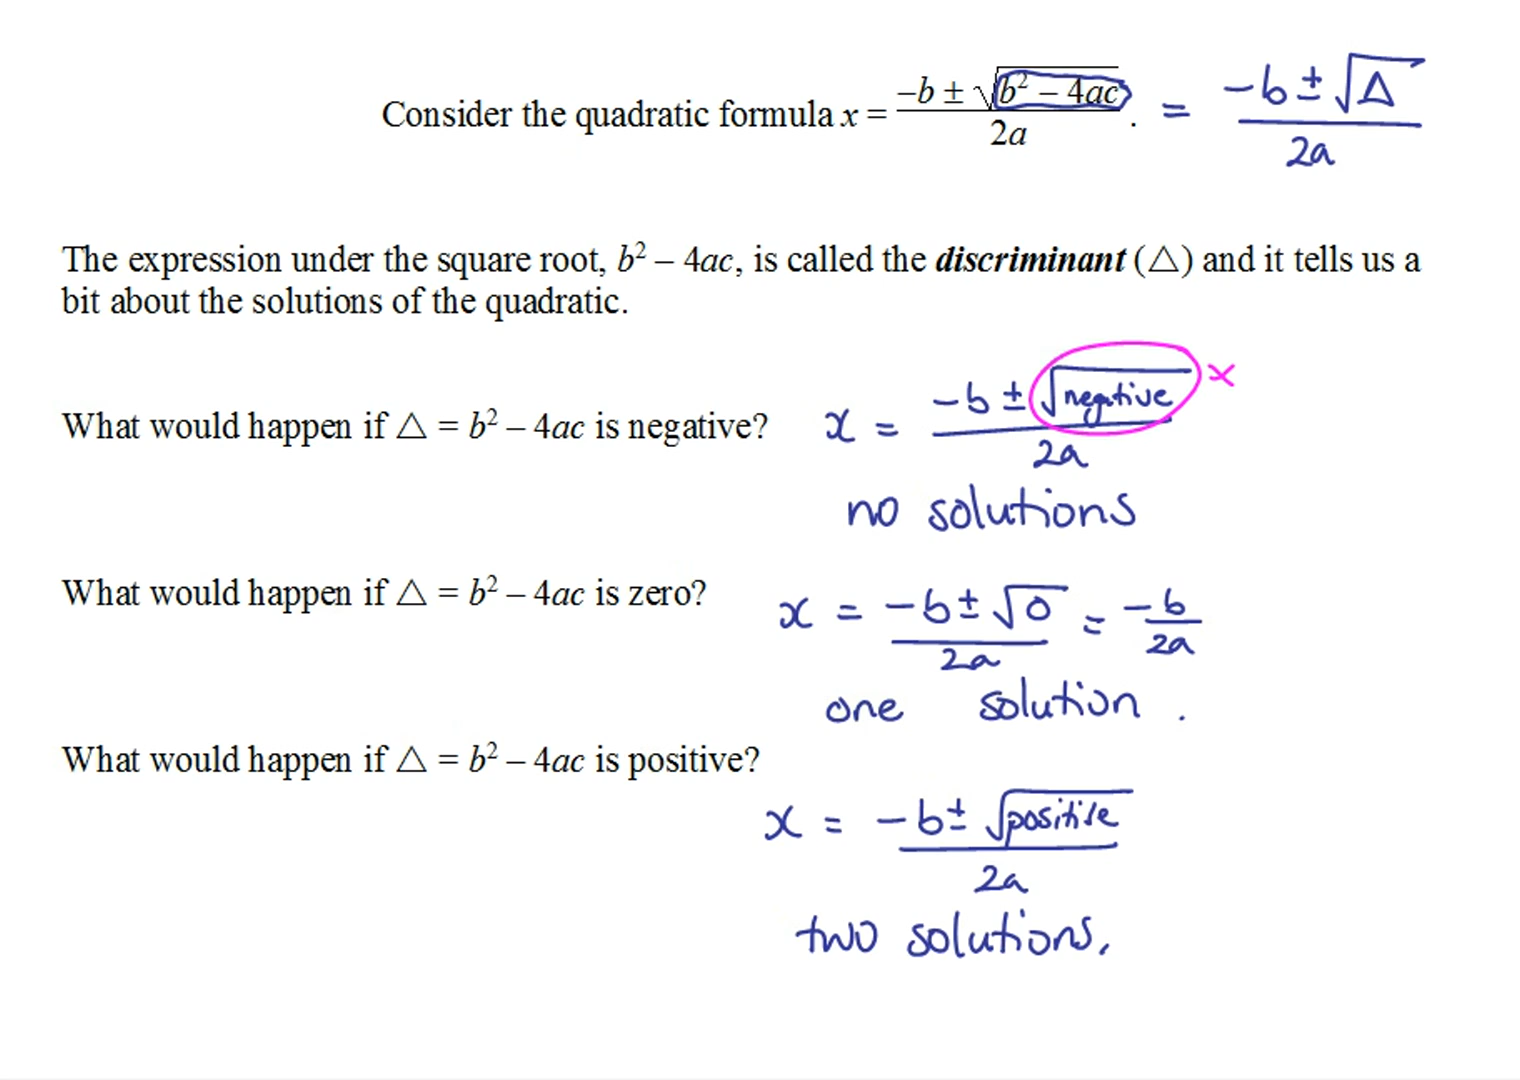 Consider the quadratic formula x = (−b ± √(b² − 4ac))/(2a). = (−b ± √△)/(2a)
The expression under the square root, b² – 4ac, is called the discriminant (△) and it tells us a
bit about the solutions of the quadratic.
What would happen if △ = b² – 4ac is negative? x = (−b ± √negative)/(2a) ×
no solutions
What would happen if △ = b² – 4ac is zero? x = (−b ± √0)/(2a) = −b/(2a)
one solution.
What would happen if △ = b² – 4ac is positive?
x = (−b ± √positive)/(2a)
two solutions.